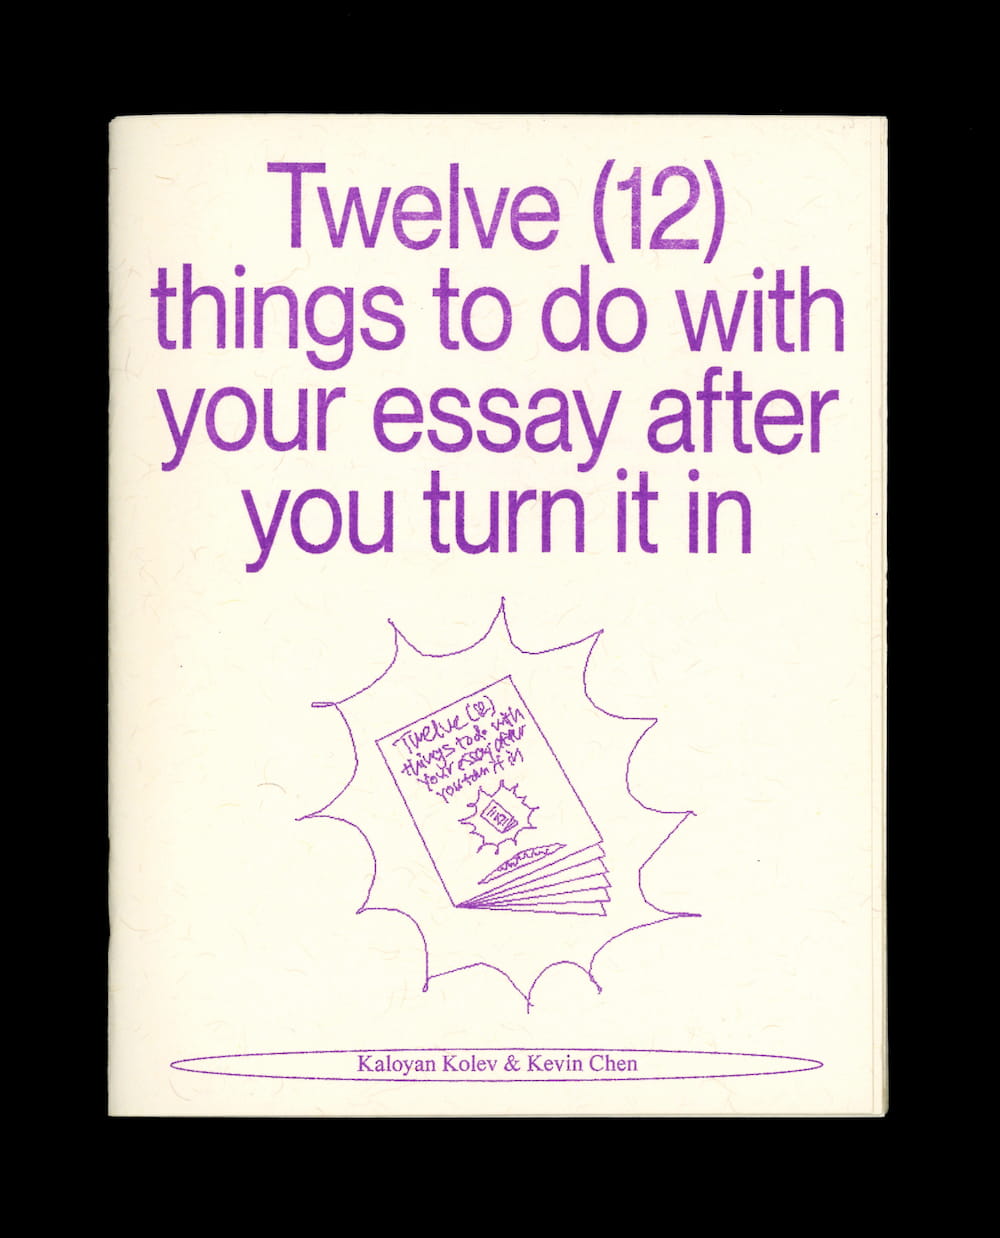 Twelve (12)
things to do with
your essay after
you turn it in
Twelve (12)
things to do with
your essay after
you turn it in
Kaloyan Kolev & Kevin Chen